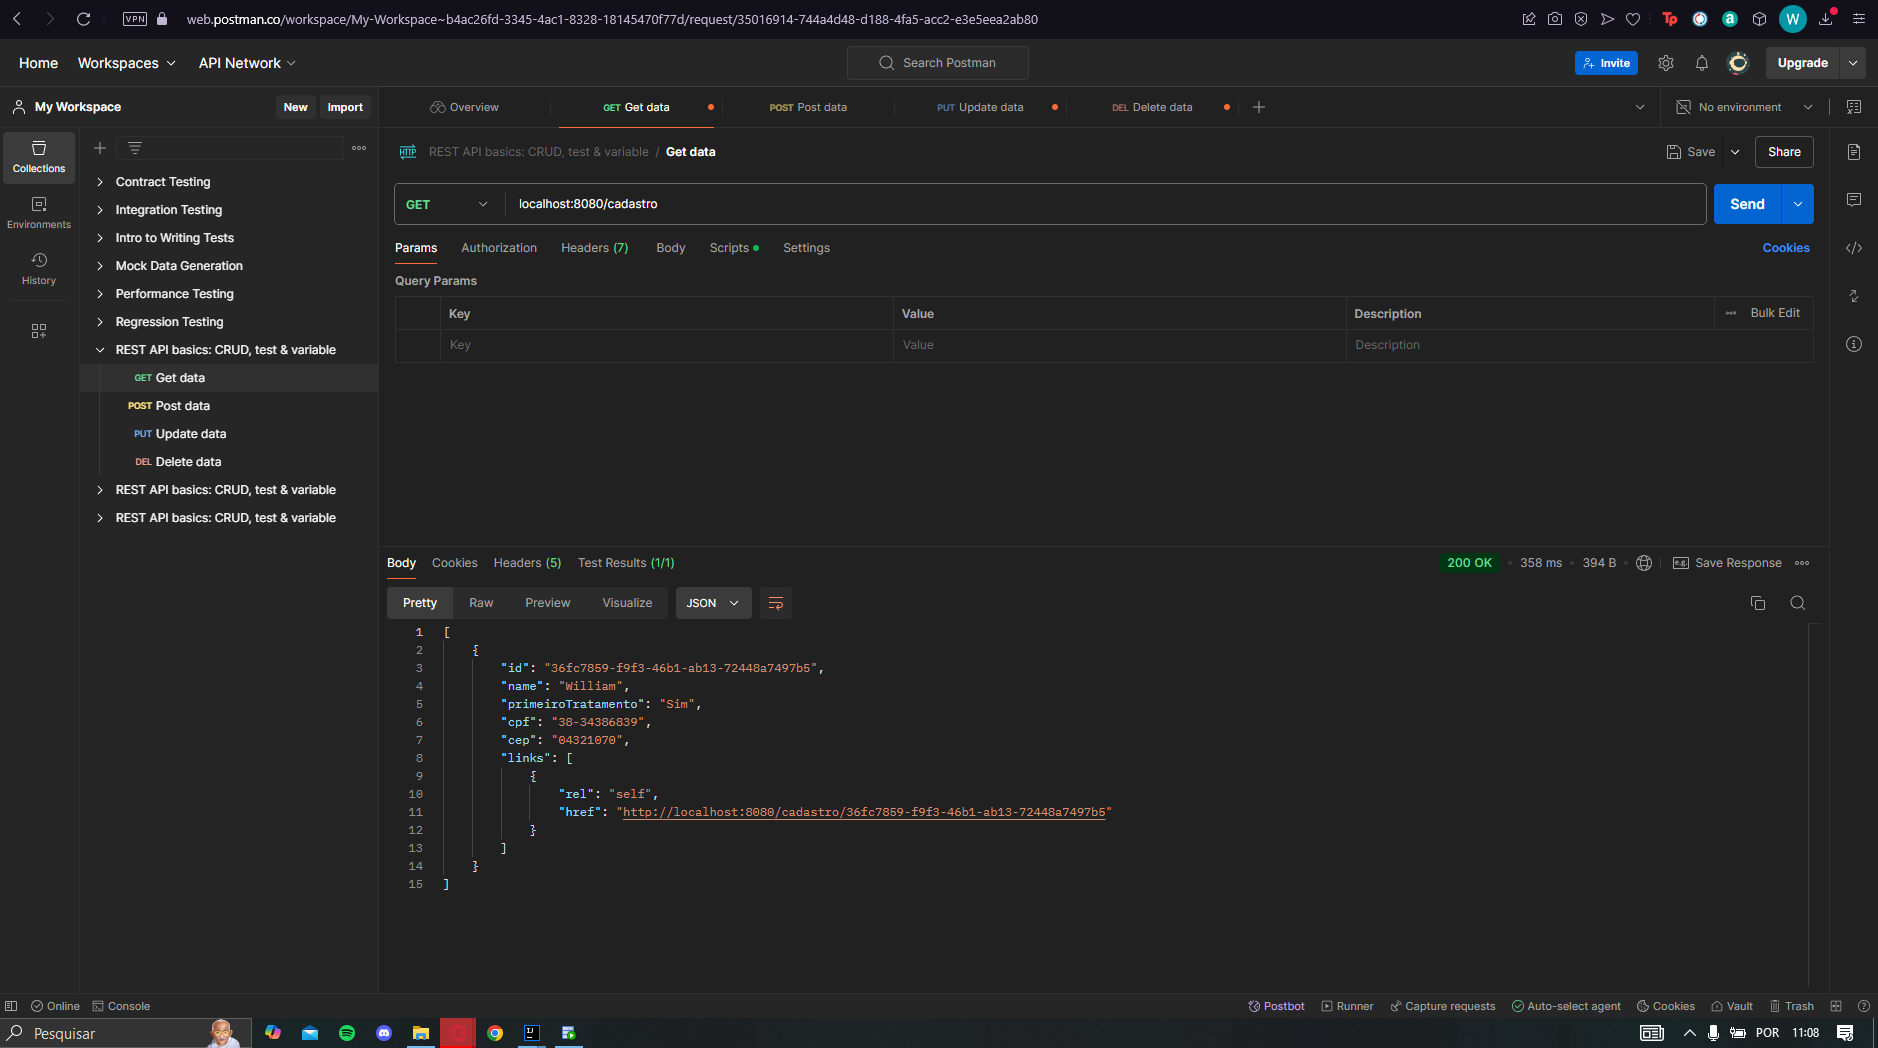 VPN web.postman.co/workspace/My-Workspace~b4ac26fd-3345-4ac1-8328-18145470f77d/request/35016914-744a4d48-d188-4fa5-acc2-e3e5eea2ab80 Tp a W
Home Workspaces API Network Search Postman Invite Upgrade
My Workspace New Import Overview GET Get data POST Post data PUT Update data DEL Delete data No environment
Collections
Environments
History
Contract Testing
Integration Testing
Intro to Writing Tests
Mock Data Generation
Performance Testing
Regression Testing
REST API basics: CRUD, test & variable
GET Get data
POST Post data
PUT Update data
DEL Delete data
REST API basics: CRUD, test & variable
REST API basics: CRUD, test & variable
HTTP REST API basics: CRUD, test & variable / Get data Save Share
GET localhost:8080/cadastro Send
Params Authorization Headers (7) Body Scripts Settings Cookies
Query Params
Key Value Description Bulk Edit
Key Value Description
Body Cookies Headers (5) Test Results (1/1) 200 OK 358 ms 394 B e.g. Save Response
Pretty Raw Preview Visualize JSON
1 [
2 {
3 "id": "36fc7859-f9f3-46b1-ab13-72448a7497b5",
4 "name": "William",
5 "primeiroTratamento": "Sim",
6 "cpf": "38-34386839",
7 "cep": "04321070",
8 "links": [
9 {
10 "rel": "self",
11 "href": "http://localhost:8080/cadastro/36fc7859-f9f3-46b1-ab13-72448a7497b5"
12 }
13 ]
14 }
15 ]
Online Console Postbot Runner Capture requests Auto-select agent Cookies Vault Trash
Pesquisar IJ POR 11:08